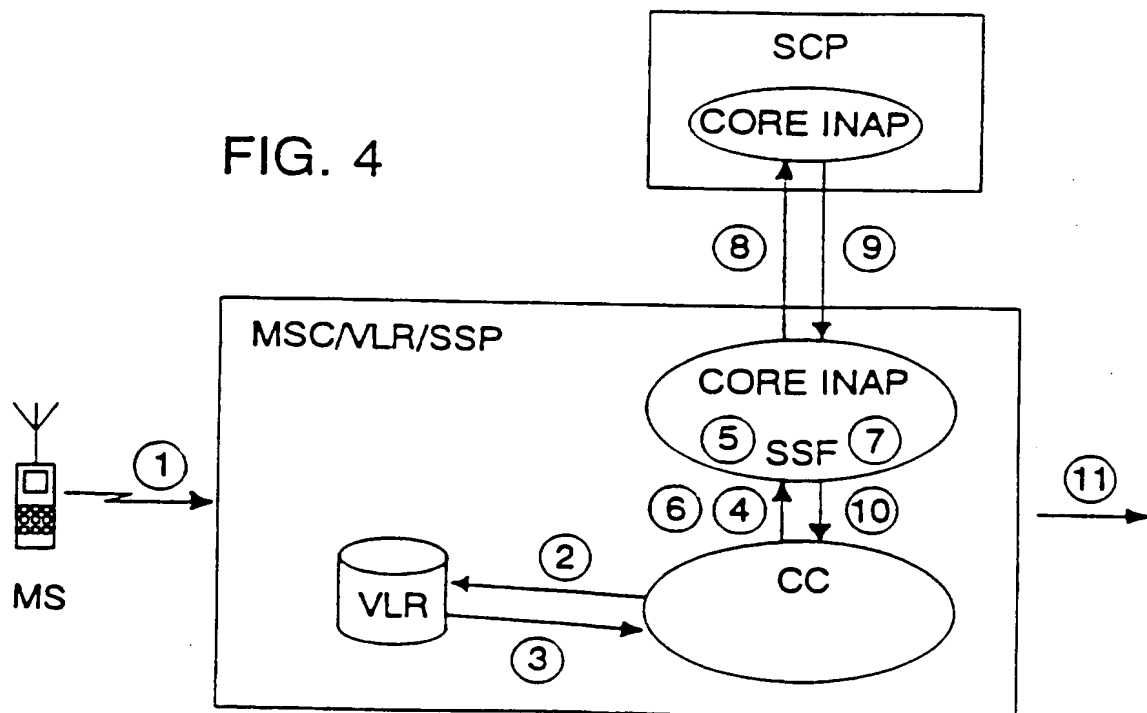 SCP
CORE INAP
FIG. 4
8
9
MSC/VLR/SSP
CORE INAP
5
SSF
7
1
11
6
4
10
2
CC
MS
VLR
3